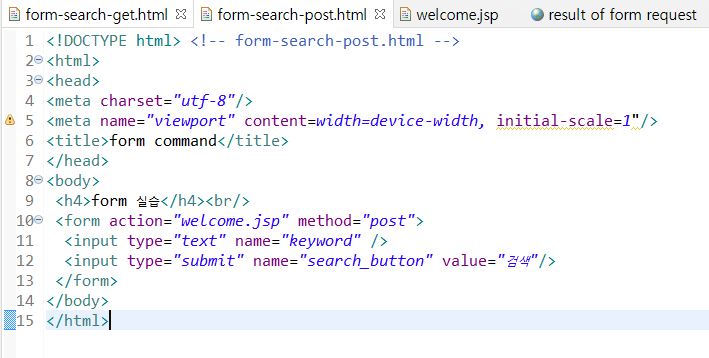 form-search-get.html form-search-post.html welcome.jsp result of form request
1 <!DOCTYPE html> <!-- form-search-post.html -->
2 <html>
3 <head>
4 <meta charset="utf-8"/>
5 <meta name="viewport" content=width=device-width, initial-scale=1"/>
6 <title>form command</title>
7 </head>
8 <body>
9 <h4>form 실습</h4><br/>
10 <form action="welcome.jsp" method="post">
11 <input type="text" name="keyword" />
12 <input type="submit" name="search_button" value="검색"/>
13 </form>
14 </body>
15 </html>